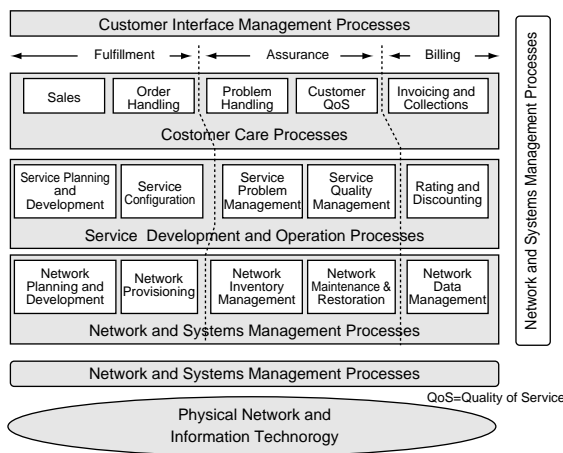 Customer Interface Management Processes
Fulfillment
Assurance
Billing
Sales
Order
Handling
Problem
Handling
Customer
QoS
Invoicing and
Collections
Costomer Care Processes
Service Planning
and
Development
Service
Configuration
Service
Problem
Management
Service
Quality
Management
Rating and
Discounting
Service Development and Operation Processes
Network
Planning and
Development
Network
Provisioning
Network
Inventory
Management
Network
Maintenance &
Restoration
Network
Data
Management
Network and Systems Management Processes
Network and Systems Management Processes
Network and Systems Management Processes
QoS=Quality of Service
Physical Network and
Information Technorogy